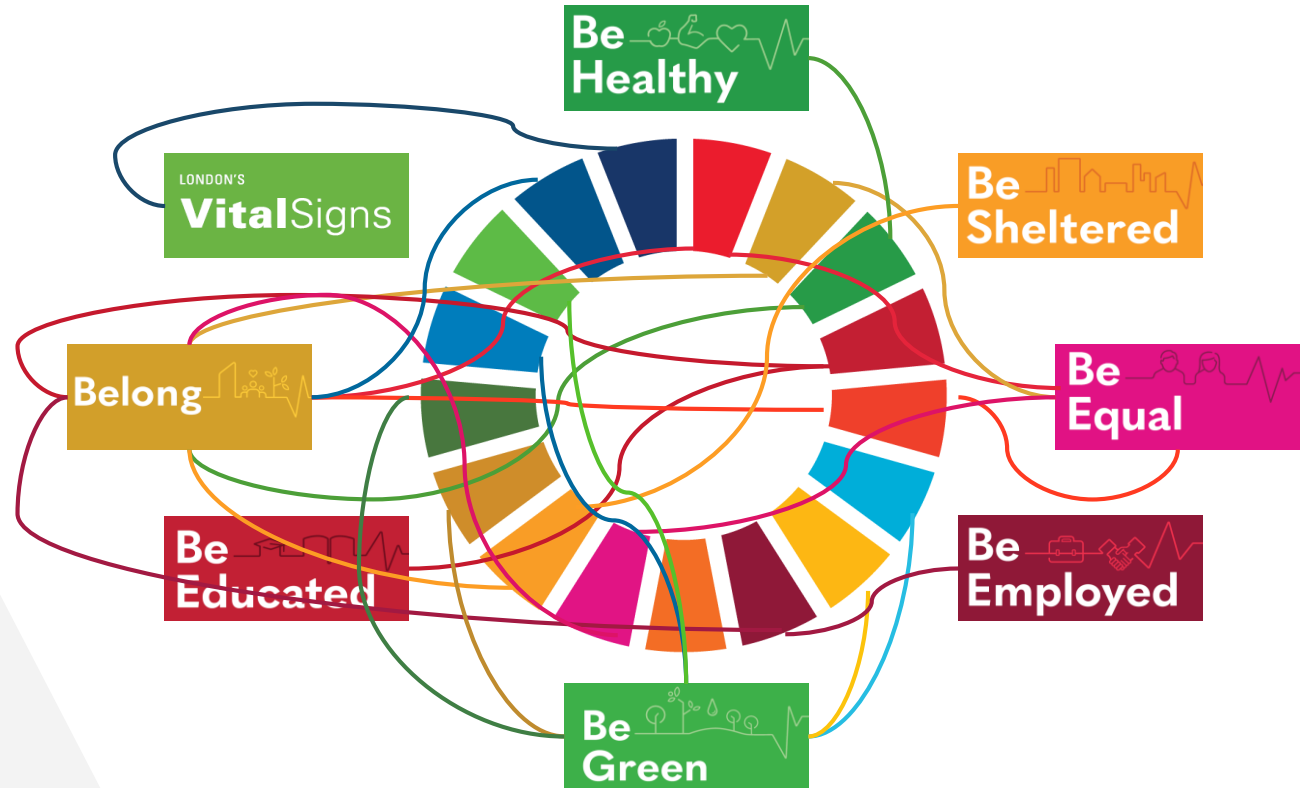 Be
Healthy
LONDON'S
VitalSigns
Be
Sheltered
Belong
Be
Equal
Be
Educated
Be
Employed
Be
Green